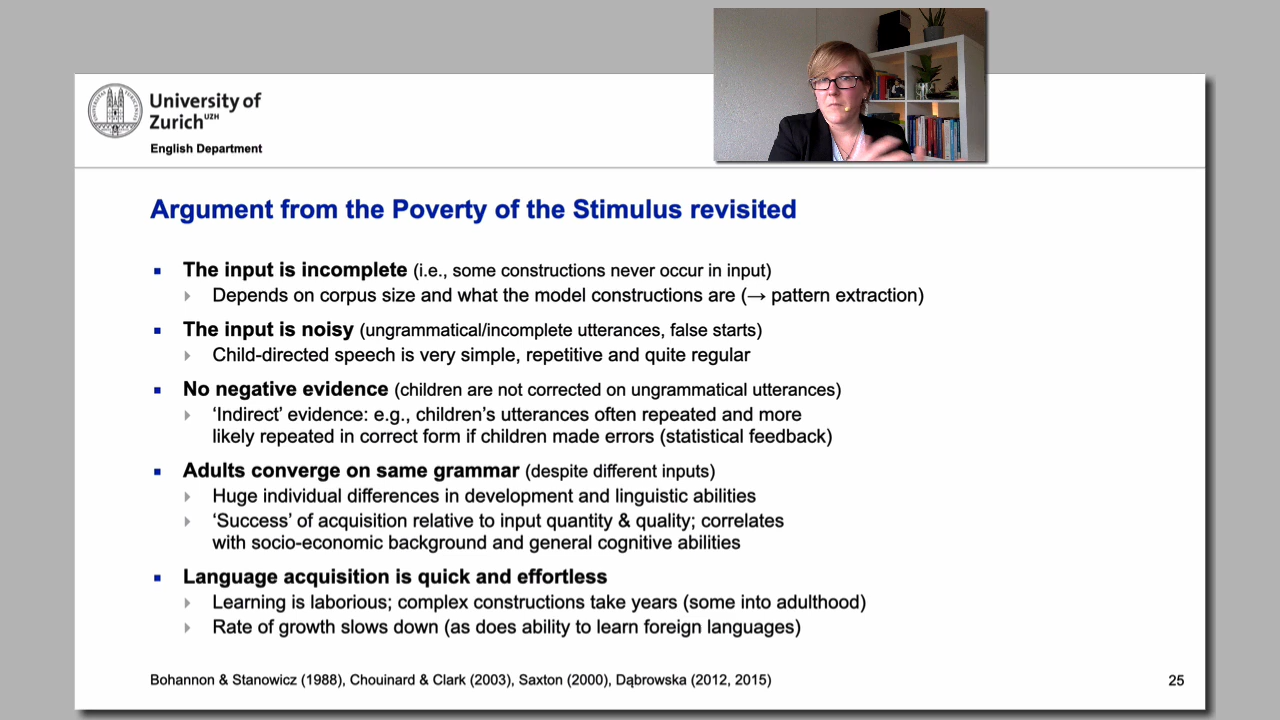 University of
Zurich UZH
English Department
Argument from the Poverty of the Stimulus revisited
The input is incomplete (i.e., some constructions never occur in input)
Depends on corpus size and what the model constructions are (→ pattern extraction)
The input is noisy (ungrammatical/incomplete utterances, false starts)
Child-directed speech is very simple, repetitive and quite regular
No negative evidence (children are not corrected on ungrammatical utterances)
‘Indirect’ evidence: e.g., children’s utterances often repeated and more
likely repeated in correct form if children made errors (statistical feedback)
Adults converge on same grammar (despite different inputs)
Huge individual differences in development and linguistic abilities
‘Success’ of acquisition relative to input quantity & quality; correlates
with socio-economic background and general cognitive abilities
Language acquisition is quick and effortless
Learning is laborious; complex constructions take years (some into adulthood)
Rate of growth slows down (as does ability to learn foreign languages)
Bohannon & Stanowicz (1988), Chouinard & Clark (2003), Saxton (2000), Dąbrowska (2012, 2015)
25